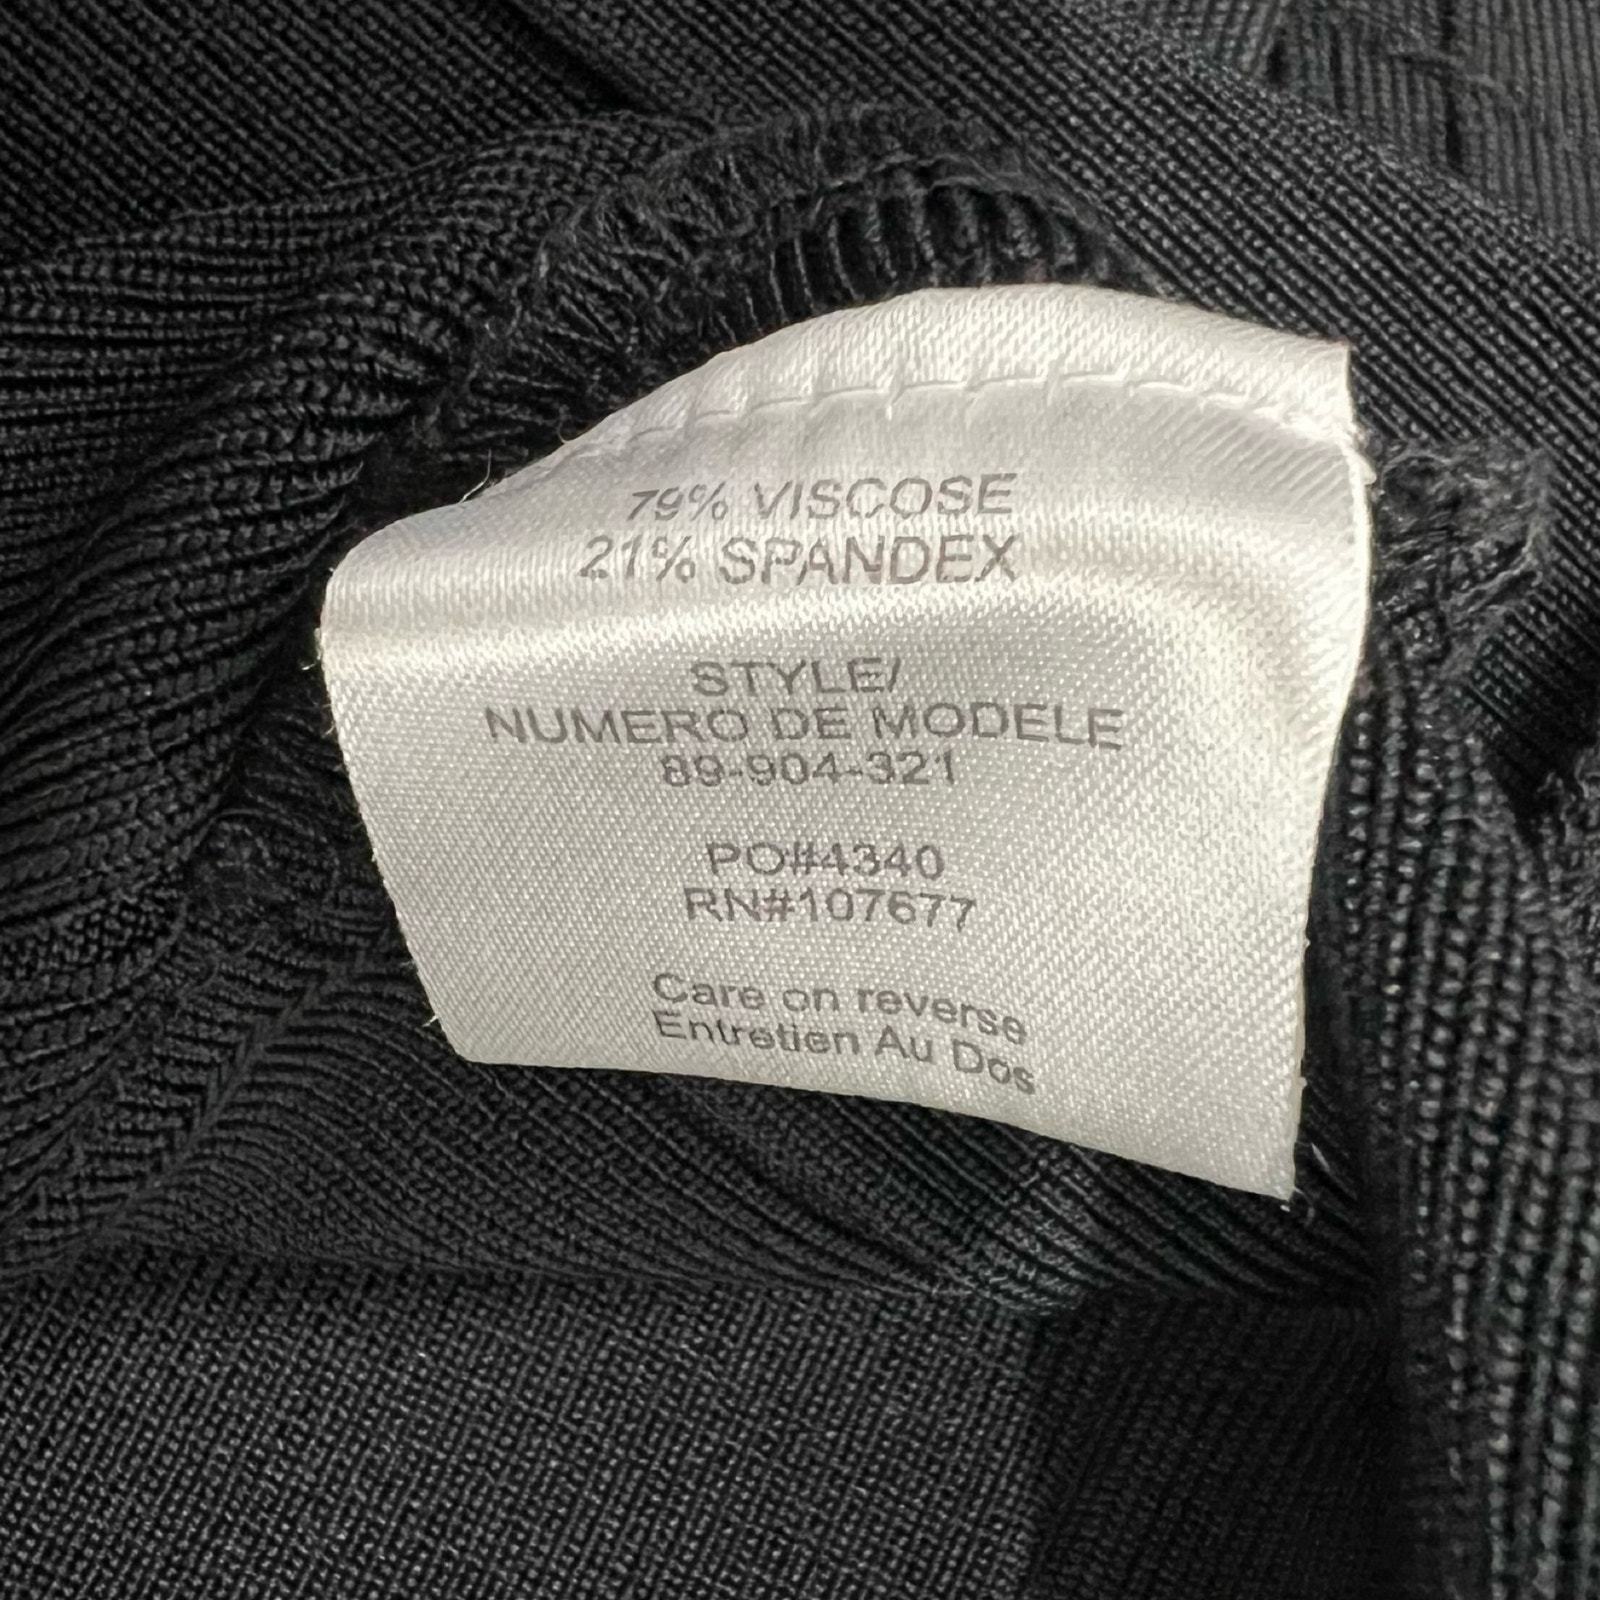 79% VISCOSE
21% SPANDEX
STYLE/
NUMERO DE MODELE
89-904-321
PO#4340
RN#107677
Care on reverse
Entretien Au Dos